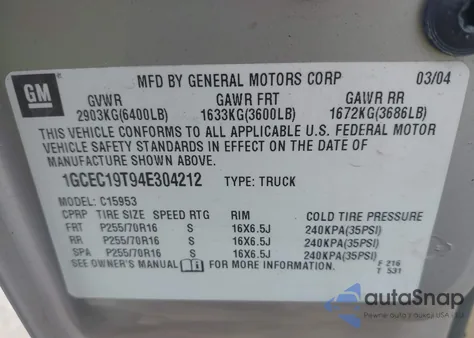 GM
MFD BY GENERAL MOTORS CORP 03/04
GVWR GAWR FRT GAWR RR
2903KG(6400LB) 1633KG(3600LB) 1672KG(3686LB)
THIS VEHICLE CONFORMS TO ALL APPLICABLE U.S. FEDERAL MOTOR
VEHICLE SAFETY STANDARDS IN EFFECT ON THE DATE OF
MANUFACTURE SHOWN ABOVE.
1GCEC19T94E304212 TYPE: TRUCK
MODEL: C15953
CPRP TIRE SIZE SPEED RTG RIM COLD TIRE PRESSURE
FRT P255/70R16 S 16X6.5J 240KPA(35PSI)
RR P255/70R16 S 16X6.5J 240KPA(35PSI)
SPA P255/70R16 S 16X6.5J 240KPA(35PSI)
SEE OWNER'S MANUAL FOR MORE INFORMATION. F 216
T 531
autoSnap
Pewne auta z aukcji USA